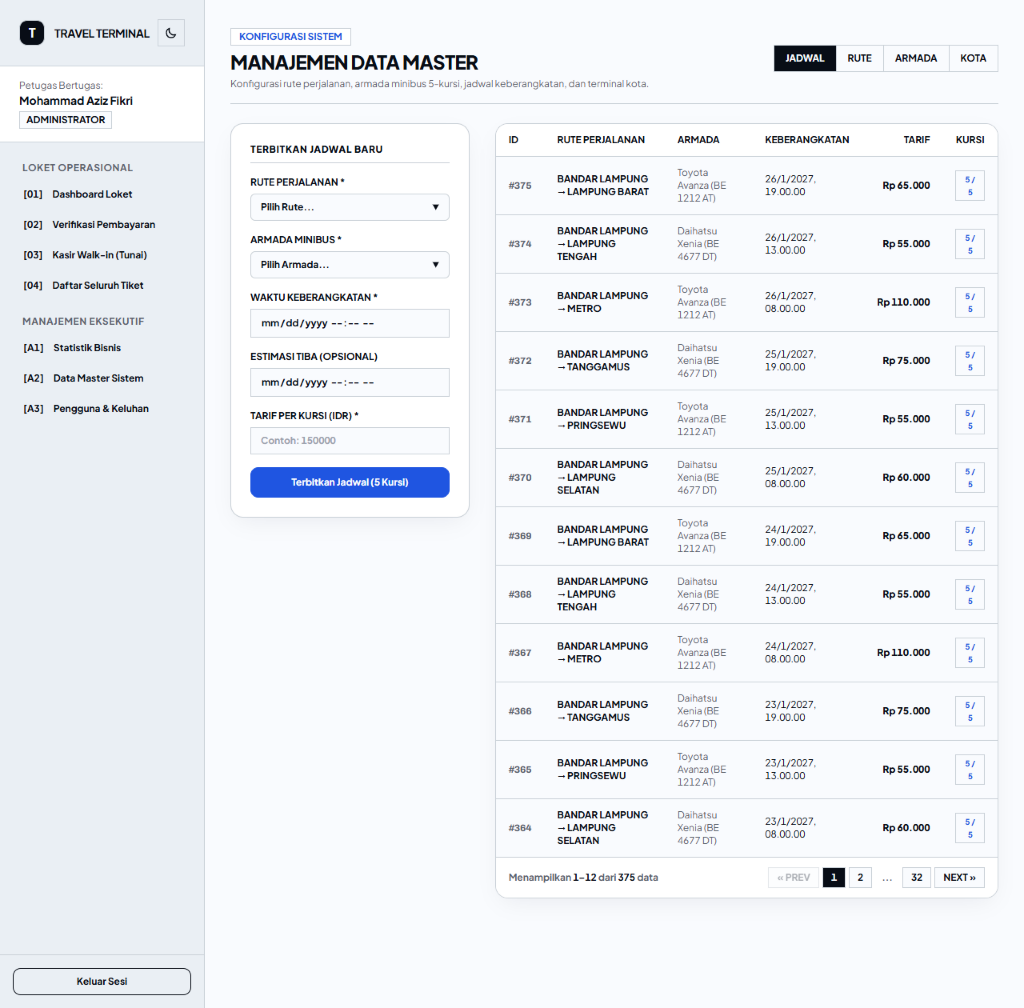 T TRAVEL TERMINAL
Petugas Bertugas:
Mohammad Aziz Fikri
ADMINISTRATOR
LOKET OPERASIONAL
[01] Dashboard Loket
[02] Verifikasi Pembayaran
[03] Kasir Walk-in (Tunai)
[04] Daftar Seluruh Tiket
MANAJEMEN EKSEKUTIF
[A1] Statistik Bisnis
[A2] Data Master Sistem
[A3] Pengguna & Keluhan
Keluar Sesi
KONFIGURASI SISTEM
MANAJEMEN DATA MASTER
Konfigurasi rute perjalanan, armada minibus 5-kursi, jadwal keberangkatan, dan terminal kota.
JADWAL RUTE ARMADA KOTA
TERBITKAN JADWAL BARU
RUTE PERJALANAN *
Pilih Rute... ▼
ARMADA MINIBUS *
Pilih Armada... ▼
WAKTU KEBERANGKATAN *
mm/dd/yyyy --:-- --
ESTIMASI TIBA (OPSIONAL)
mm/dd/yyyy --:-- --
TARIF PER KURSI (IDR) *
Contoh: 150000
Terbitkan Jadwal (5 Kursi)
ID RUTE PERJALANAN ARMADA KEBERANGKATAN TARIF KURSI
#375 BANDAR LAMPUNG → LAMPUNG BARAT Toyota Avanza (BE 1212 AT) 26/1/2027, 19.00.00 Rp 65.000 5 / 5
#374 BANDAR LAMPUNG → LAMPUNG TENGAH Daihatsu Xenia (BE 4677 DT) 26/1/2027, 13.00.00 Rp 55.000 5 / 5
#373 BANDAR LAMPUNG → METRO Toyota Avanza (BE 1212 AT) 26/1/2027, 08.00.00 Rp 110.000 5 / 5
#372 BANDAR LAMPUNG → TANGGAMUS Daihatsu Xenia (BE 4677 DT) 25/1/2027, 19.00.00 Rp 75.000 5 / 5
#371 BANDAR LAMPUNG → PRINGSEWU Toyota Avanza (BE 1212 AT) 25/1/2027, 13.00.00 Rp 55.000 5 / 5
#370 BANDAR LAMPUNG → LAMPUNG SELATAN Daihatsu Xenia (BE 4677 DT) 25/1/2027, 08.00.00 Rp 60.000 5 / 5
#369 BANDAR LAMPUNG → LAMPUNG BARAT Toyota Avanza (BE 1212 AT) 24/1/2027, 19.00.00 Rp 65.000 5 / 5
#368 BANDAR LAMPUNG → LAMPUNG TENGAH Daihatsu Xenia (BE 4677 DT) 24/1/2027, 13.00.00 Rp 55.000 5 / 5
#367 BANDAR LAMPUNG → METRO Toyota Avanza (BE 1212 AT) 24/1/2027, 08.00.00 Rp 110.000 5 / 5
#366 BANDAR LAMPUNG → TANGGAMUS Daihatsu Xenia (BE 4677 DT) 23/1/2027, 19.00.00 Rp 75.000 5 / 5
#365 BANDAR LAMPUNG → PRINGSEWU Toyota Avanza (BE 1212 AT) 23/1/2027, 13.00.00 Rp 55.000 5 / 5
#364 BANDAR LAMPUNG → LAMPUNG SELATAN Daihatsu Xenia (BE 4677 DT) 23/1/2027, 08.00.00 Rp 60.000 5 / 5
Menampilkan 1–12 dari 375 data « PREV 1 2 ... 32 NEXT »